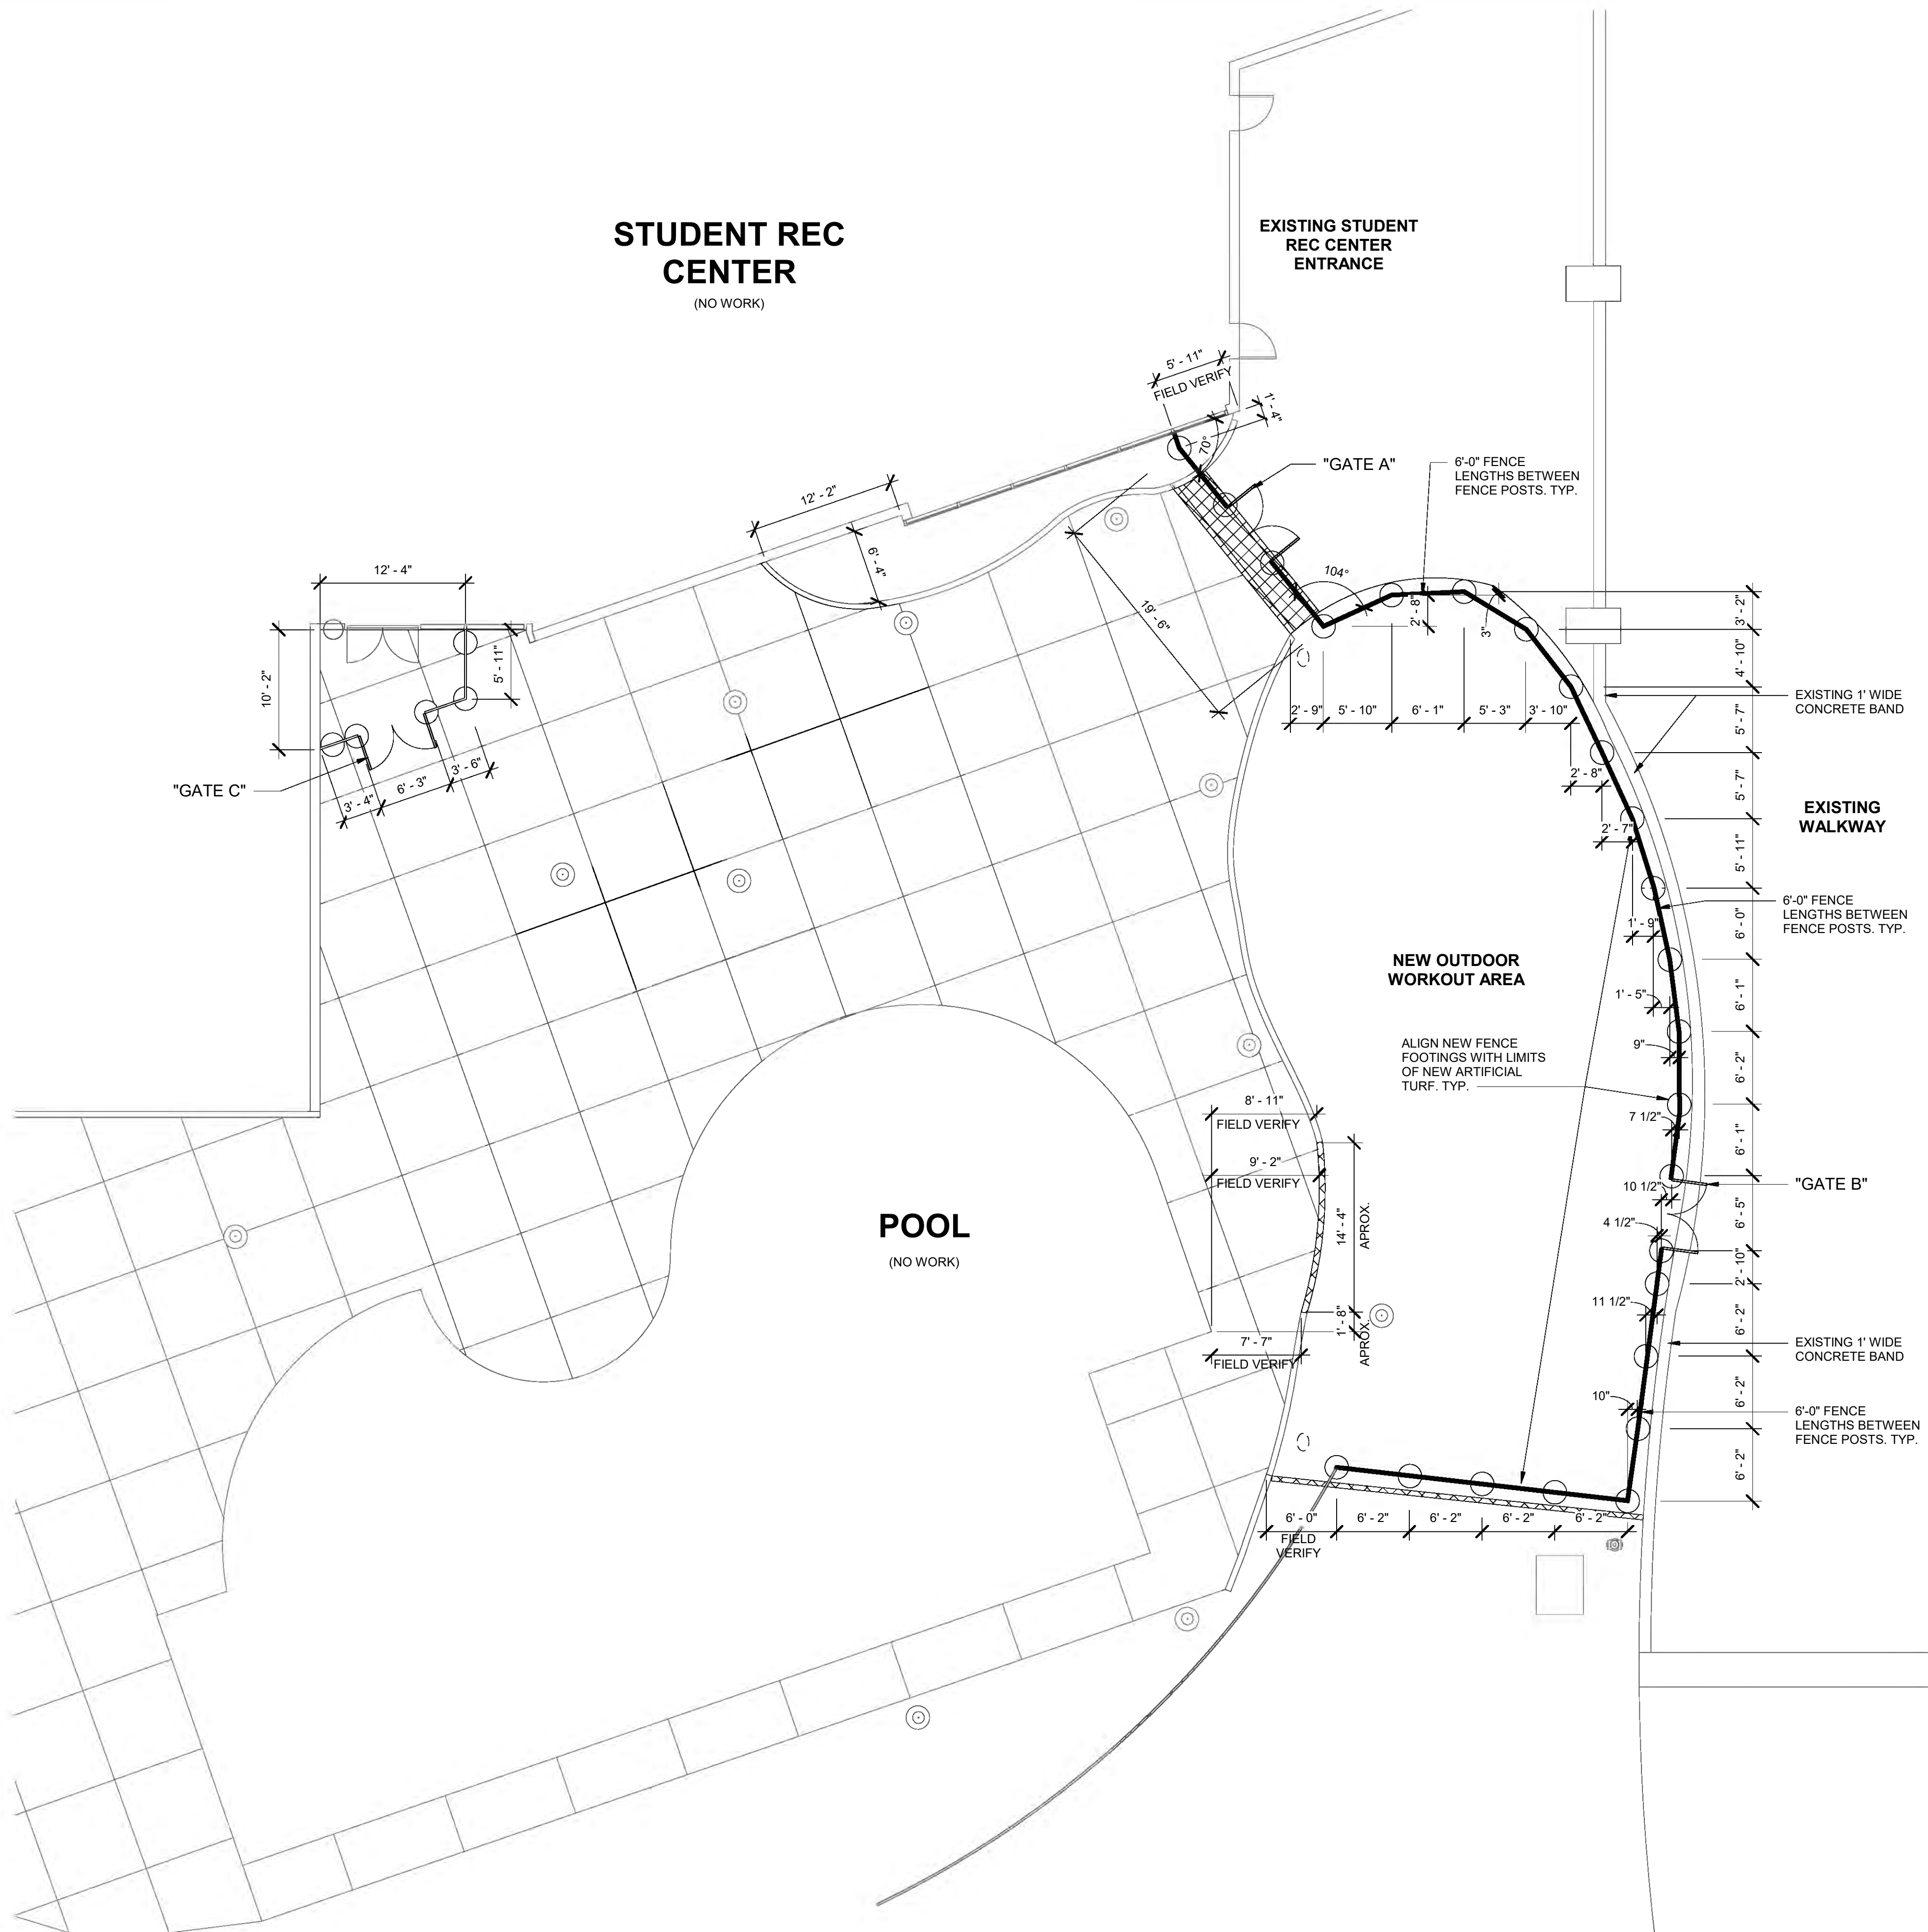 STUDENT REC
CENTER
(NO WORK)
EXISTING STUDENT
REC CENTER
ENTRANCE
5' - 11"
FIELD VERIFY
1' - 4"
70°
"GATE A"
6'-0" FENCE
LENGTHS BETWEEN
FENCE POSTS. TYP.
12' - 2"
6' - 4"
19' - 6"
104°
2' - 8"
3"
12' - 4"
10' - 2"
5' - 11"
"GATE C"
3' - 4"
6' - 3"
3' - 6"
2' - 9"
5' - 10"
6' - 1"
5' - 3"
3' - 10"
2' - 8"
2' - 7"
1' - 9"
1' - 5"
9"
7 1/2"
10 1/2"
4 1/2"
11 1/2"
10"
3' - 2"
4' - 10"
5' - 7"
5' - 7"
5' - 11"
6' - 0"
6' - 1"
6' - 2"
6' - 1"
6' - 5"
2' - 10"
6' - 2"
6' - 2"
6' - 2"
EXISTING 1' WIDE
CONCRETE BAND
EXISTING
WALKWAY
6'-0" FENCE
LENGTHS BETWEEN
FENCE POSTS. TYP.
NEW OUTDOOR
WORKOUT AREA
ALIGN NEW FENCE
FOOTINGS WITH LIMITS
OF NEW ARTIFICIAL
TURF. TYP.
8' - 11"
FIELD VERIFY
9' - 2"
FIELD VERIFY
14' - 4"
APROX.
1' - 8"
APROX.
7' - 7"
FIELD VERIFY
POOL
(NO WORK)
"GATE B"
EXISTING 1' WIDE
CONCRETE BAND
6'-0" FENCE
LENGTHS BETWEEN
FENCE POSTS. TYP.
6' - 0"
FIELD
VERIFY
6' - 2"
6' - 2"
6' - 2"
6' - 2"